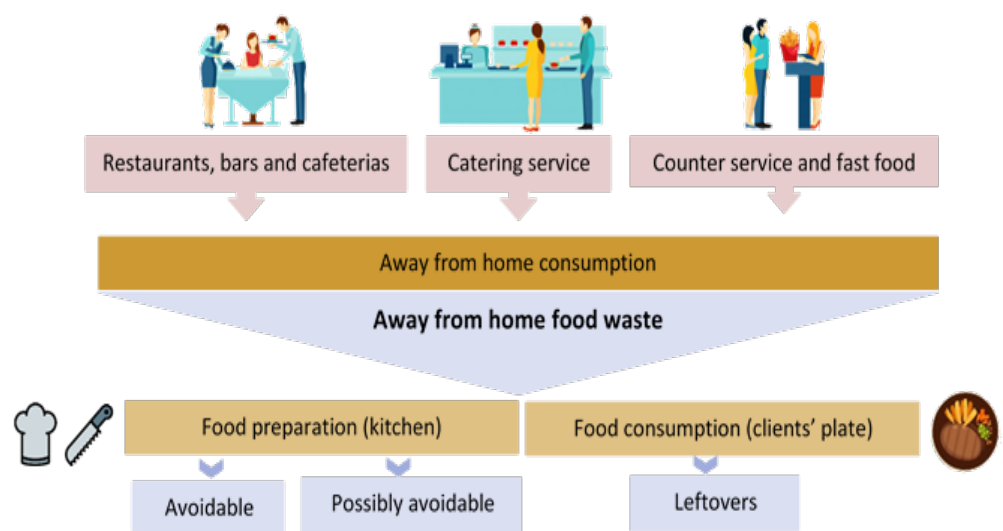 Restaurants, bars and cafeterias
Catering service
Counter service and fast food
Away from home consumption
Away from home food waste
Food preparation (kitchen)
Food consumption (clients' plate)
Avoidable
Possibly avoidable
Leftovers